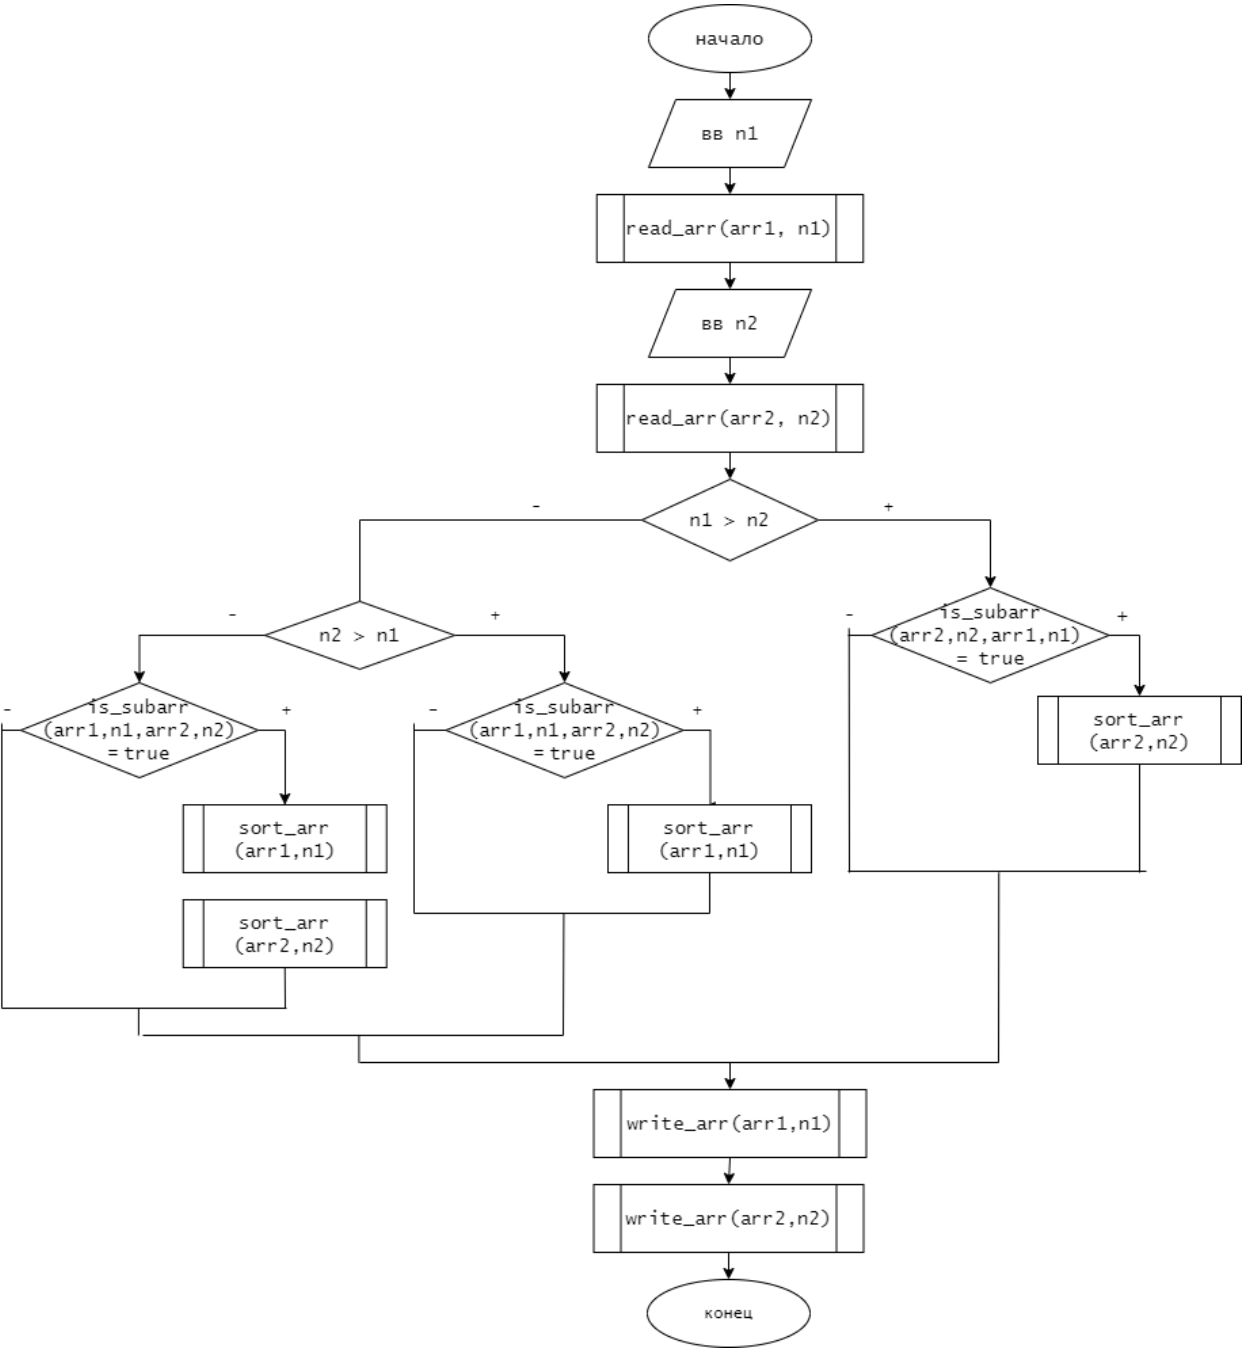 начало
вв n1
read_arr(arr1, n1)
вв n2
read_arr(arr2, n2)
n1 > n2
-
+
n2 > n1
-
+
is_subarr
(arr2,n2,arr1,n1)
= true
-
+
is_subarr
(arr1,n1,arr2,n2)
= true
-
+
is_subarr
(arr1,n1,arr2,n2)
= true
-
+
sort_arr
(arr2,n2)
sort_arr
(arr1,n1)
sort_arr
(arr1,n1)
sort_arr
(arr2,n2)
write_arr(arr1,n1)
write_arr(arr2,n2)
конец